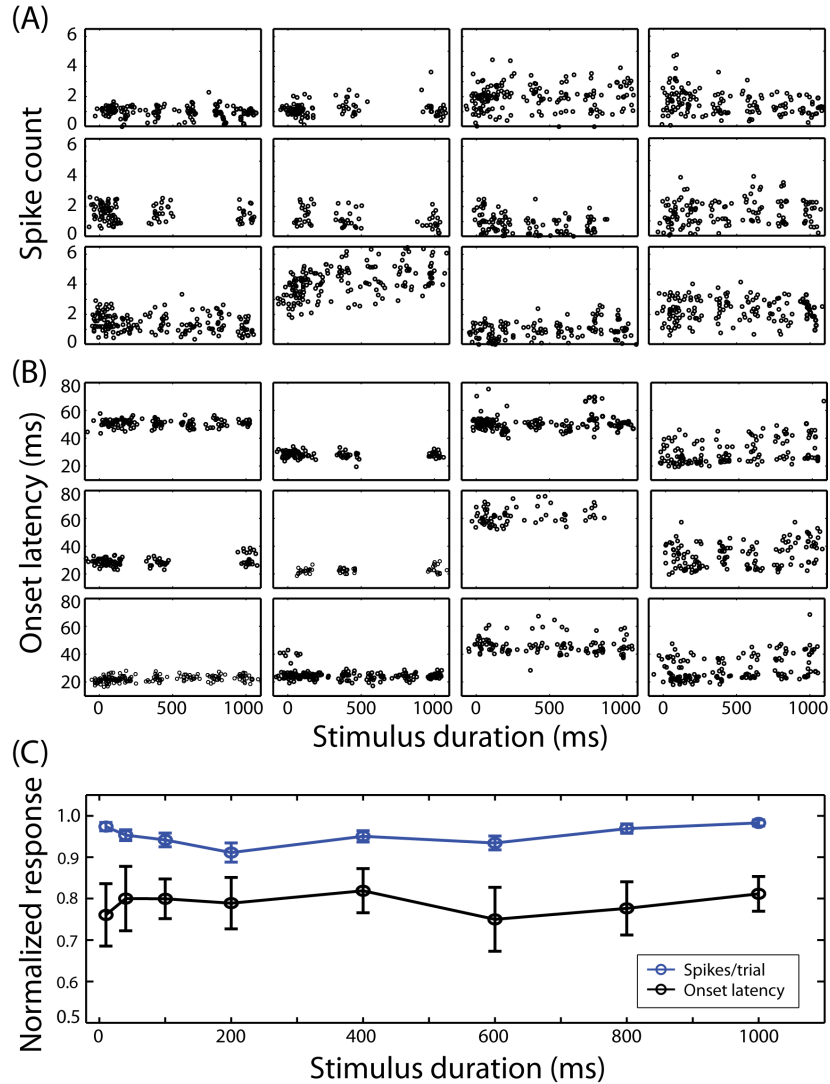 (A)
6
4
2
0
6
4
2
0
6
4
2
0
Spike count
(B)
80
60
40
20
80
60
40
20
80
60
40
20
Onset latency (ms)
0 500 1000 0 500 1000 0 500 1000 0 500 1000
Stimulus duration (ms)
(C)
1.0
0.9
0.8
0.7
0.6
0.5
Normalized response
Spikes/trial
Onset latency
0 200 400 600 800 1000
Stimulus duration (ms)